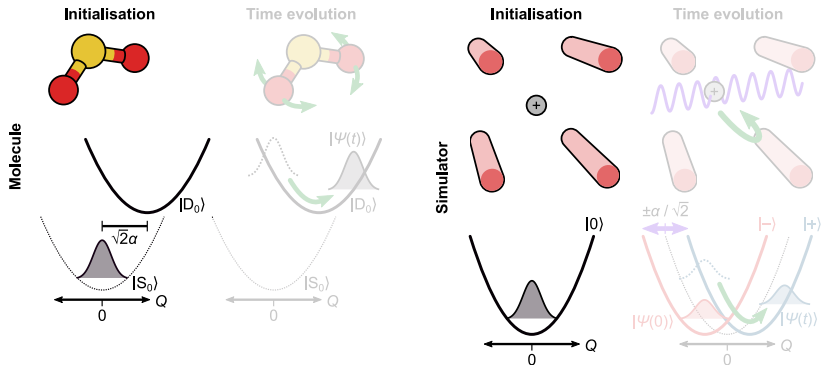 Initialisation
Time evolution
Molecule
|Ψ(t)⟩
|D₀⟩
|D₀⟩
√2α
|S₀⟩
|S₀⟩
Q
0
Q
0
Initialisation
Time evolution
Simulator
+
+
±α / √2
|0⟩
|−⟩
|+⟩
|Ψ(0)⟩
|Ψ(t)⟩
Q
0
Q
0